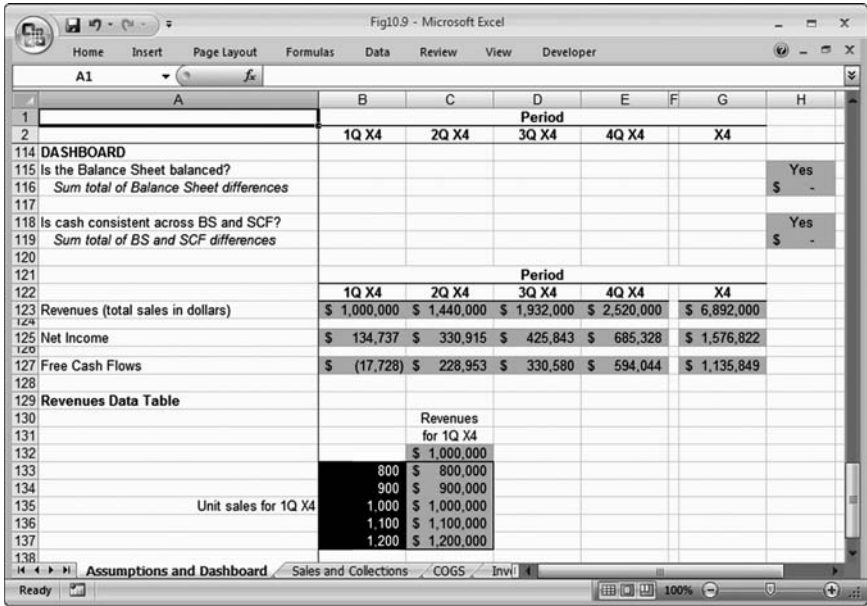 Fig10.9 - Microsoft Excel
Home Insert Page Layout Formulas Data Review View Developer
A1 fx
A B C D E F G H
1 Period
2 1Q X4 2Q X4 3Q X4 4Q X4 X4
114 DASHBOARD
115 Is the Balance Sheet balanced? Yes
116 Sum total of Balance Sheet differences $ -
117
118 Is cash consistent across BS and SCF? Yes
119 Sum total of BS and SCF differences $ -
120
121 Period
122 1Q X4 2Q X4 3Q X4 4Q X4 X4
123 Revenues (total sales in dollars) $ 1,000,000 $ 1,440,000 $ 1,932,000 $ 2,520,000 $ 6,892,000
124
125 Net Income $ 134,737 $ 330,915 $ 425,843 $ 685,328 $ 1,576,822
126
127 Free Cash Flows $ (17,728) $ 228,953 $ 330,580 $ 594,044 $ 1,135,849
128
129 Revenues Data Table
130 Revenues
131 for 1Q X4
132 $ 1,000,000
133 800 $ 800,000
134 900 $ 900,000
135 Unit sales for 1Q X4 1,000 $ 1,000,000
136 1,100 $ 1,100,000
137 1,200 $ 1,200,000
138
Assumptions and Dashboard Sales and Collections COGS
Ready 100%